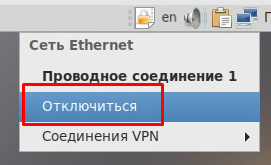 en
Сеть Ethernet
Проводное соединение 1
Отключиться
Соединения VPN